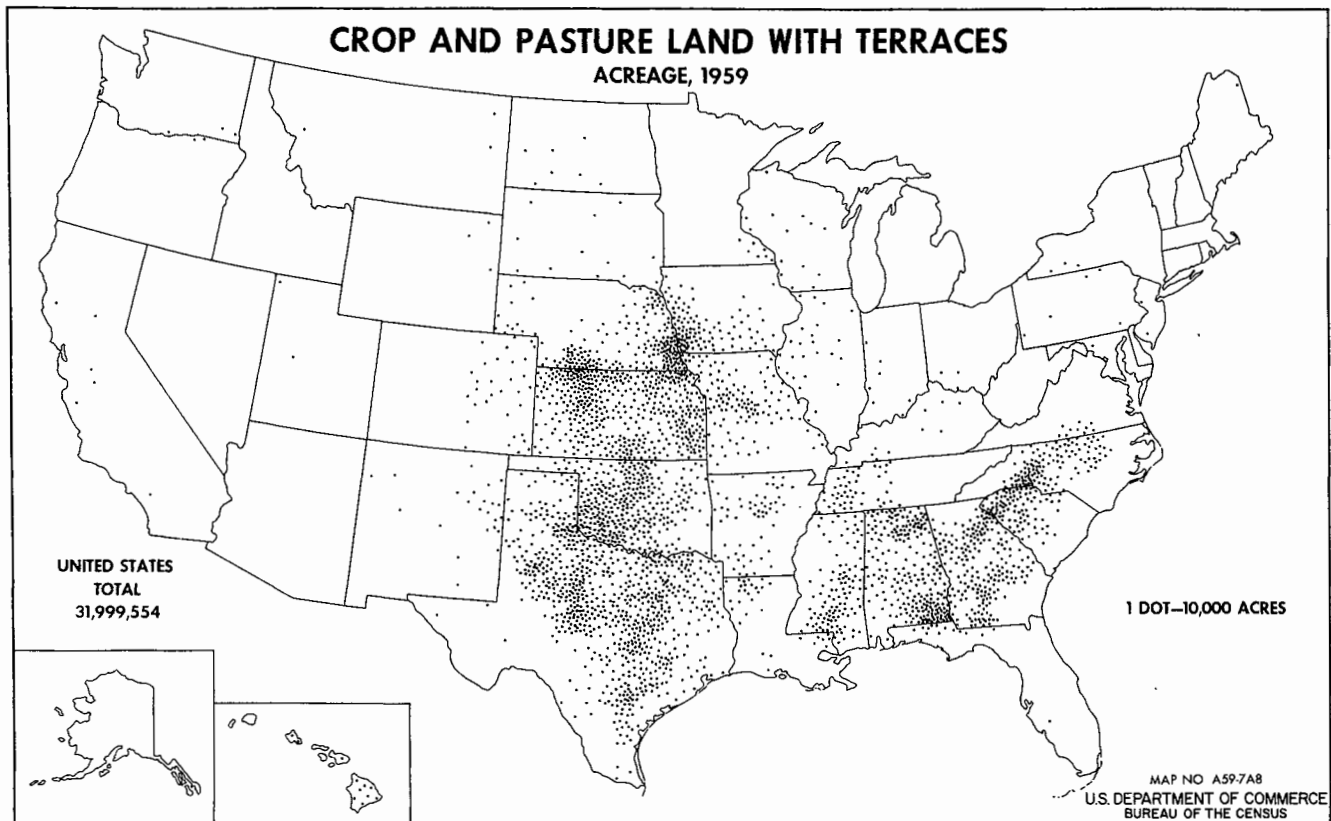 CROP AND PASTURE LAND WITH TERRACES
ACREAGE, 1959
UNITED STATES
TOTAL
31,999,554
1 DOT—10,000 ACRES
MAP NO A59-7A8
U.S. DEPARTMENT OF COMMERCE
BUREAU OF THE CENSUS